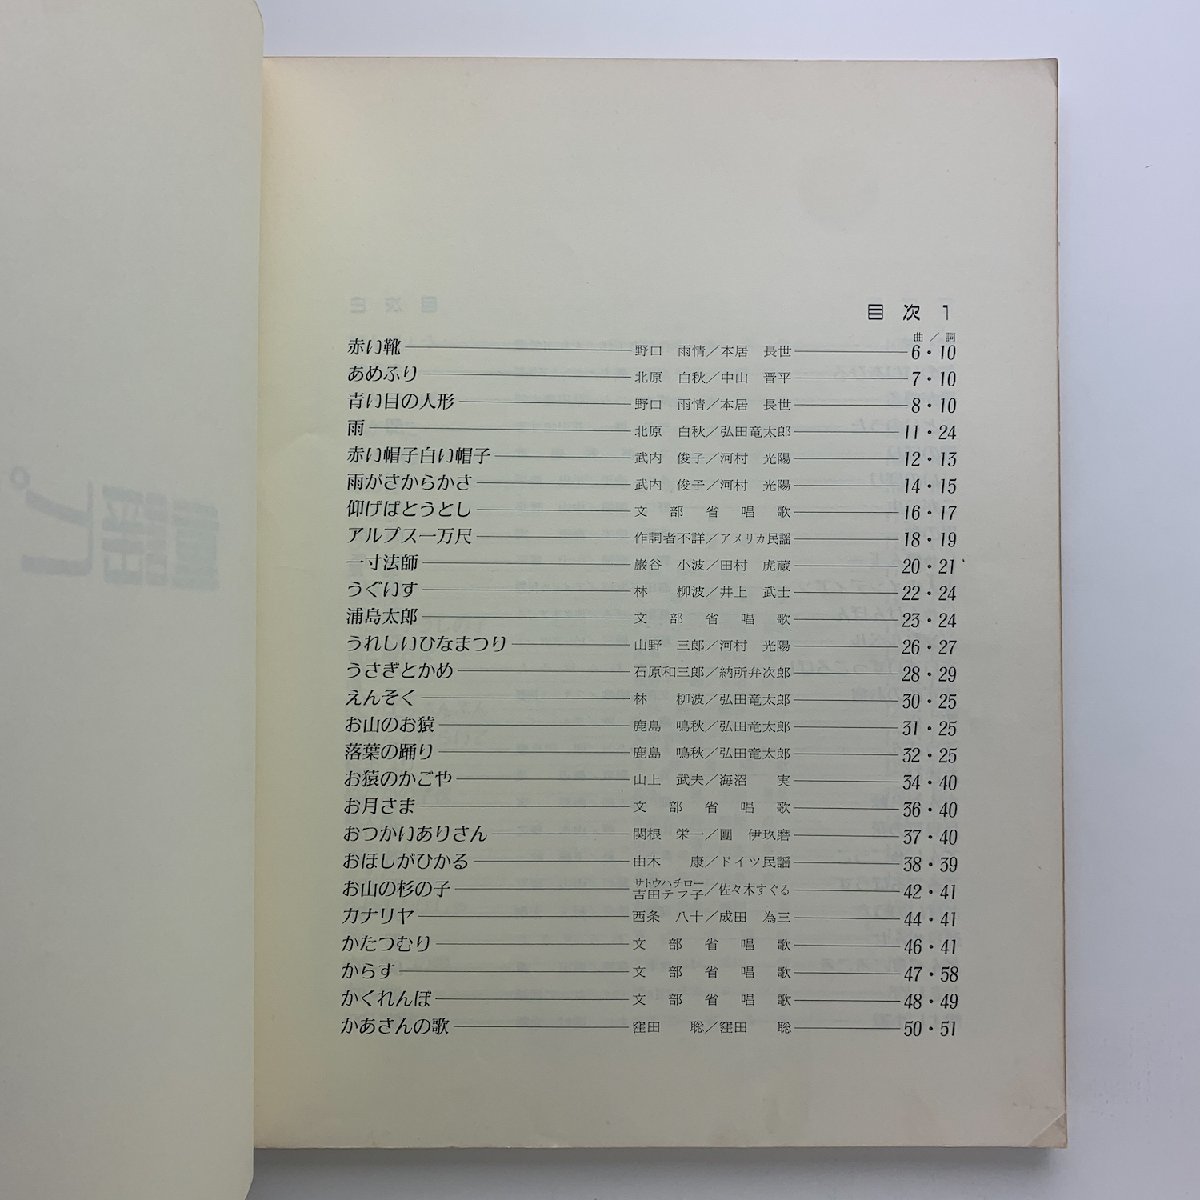 目次 1
曲／詞
赤い靴 野口 雨情／本居 長世 6・10
あめふり 北原 白秋／中山 晋平 7・10
青い目の人形 野口 雨情／本居 長世 8・10
雨 北原 白秋／弘田竜太郎 11・24
赤い帽子白い帽子 武内 俊子／河村 光陽 12・13
雨がさからかさ 武内 俊子／河村 光陽 14・15
仰げばとうとし 文部省唱歌 16・17
アルプス一万尺 作詞者不詳／アメリカ民謡 18・19
一寸法師 巌谷 小波／田村 虎蔵 20・21
うぐいす 林 柳波／井上 武士 22・24
浦島太郎 文部省唱歌 23・24
うれしいひなまつり 山野 三郎／河村 光陽 26・27
うさぎとかめ 石原和三郎／納所弁次郎 28・29
えんそく 林 柳波／弘田竜太郎 30・25
お山のお猿 鹿島 鳴秋／弘田竜太郎 31・25
落葉の踊り 鹿島 鳴秋／弘田竜太郎 32・25
お猿のかごや 山上 武夫／海沼 実 34・40
お月さま 文部省唱歌 36・40
おつかいありさん 関根 栄一／團 伊玖磨 37・40
おほしがひかる 由木 康／ドイツ民謡 38・39
お山の杉の子 サトウハチロー 吉田テフ子／佐々木すぐる 42・41
カナリヤ 西条 八十／成田 為三 44・41
かたつむり 文部省唱歌 46・41
からす 文部省唱歌 47・58
かくれんぼ 文部省唱歌 48・49
かあさんの歌 窪田 聡／窪田 聡 50・51